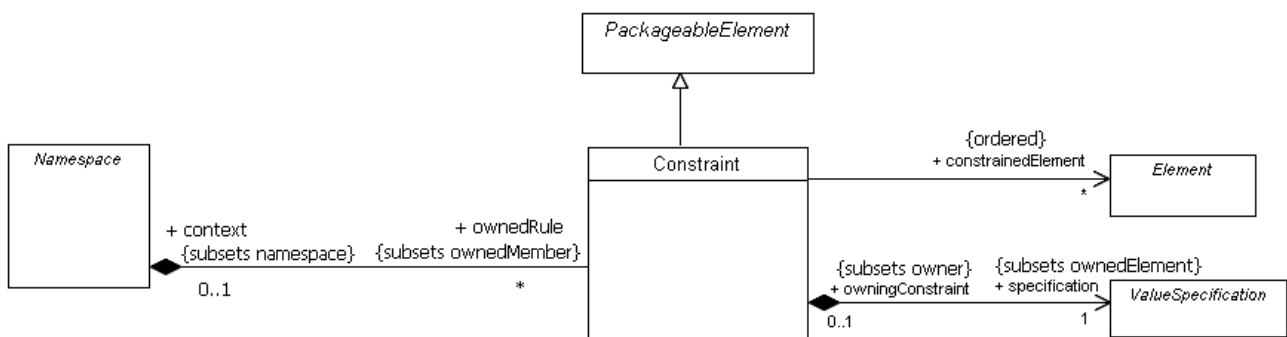 PackageableElement
Namespace
Constraint
{ordered}
+ constrainedElement
*
Element
+ context
{subsets namespace}
0..1
+ ownedRule
{subsets ownedMember}
*
{subsets owner}
+ owningConstraint
0..1
{subsets ownedElement}
+ specification
1
ValueSpecification